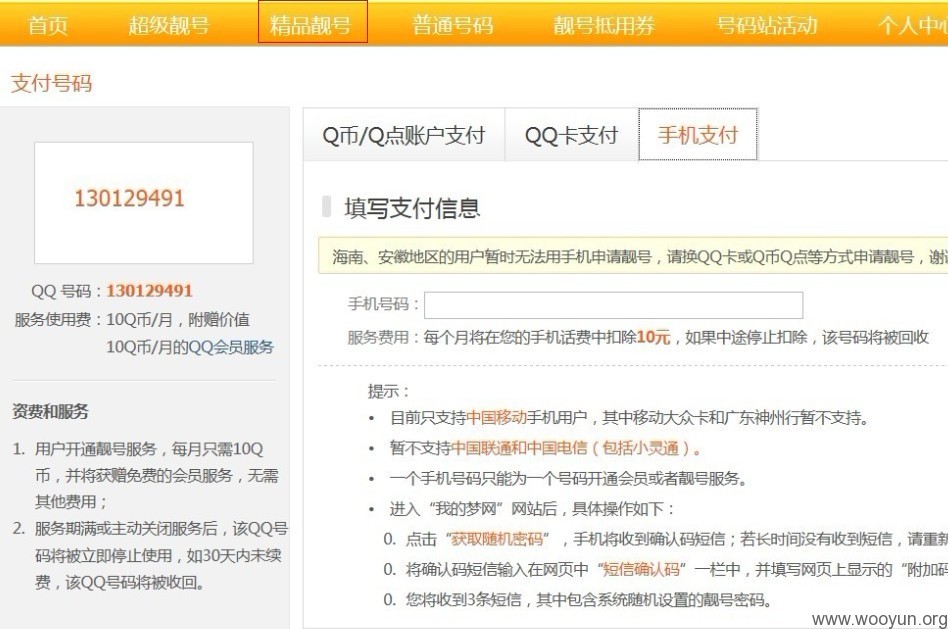 首页 超级靓号 精品靓号 普通号码 靓号抵用券 号码站活动 个人中心
支付号码
130129491
QQ 号码：130129491
服务使用费：10Q币/月，附赠价值
10Q币/月的QQ会员服务
资费和服务
1. 用户开通靓号服务，每月只需10Q
币，并将获赠免费的会员服务，无需
其他费用；
2. 服务期满或主动关闭服务后，该QQ号
码将被立即停止使用，如30天内未续
费，该QQ号码将被收回。
Q币/Q点账户支付 QQ卡支付 手机支付
填写支付信息
海南、安徽地区的用户暂时无法用手机申请靓号，请换QQ卡或Q币Q点等方式申请靓号，谢
手机号码：
服务费用：每个月将在您的手机话费中扣除10元，如果中途停止扣除，该号码将被回收
提示：
• 目前只支持中国移动手机用户，其中移动大众卡和广东神州行暂不支持。
• 暂不支持中国联通和中国电信（包括小灵通）。
• 一个手机号码只能为一个号码开通会员或者靓号服务。
• 进入“我的梦网”网站后，具体操作如下：
0. 点击“获取随机密码”，手机将收到确认码短信；若长时间没有收到短信，请重新
0. 将确认码短信输入在网页中“短信确认码”一栏中，并填写网页上显示的“附加码
0. 您将收到3条短信，其中包含系统随机设置的靓号密码。
www.wooyun.org